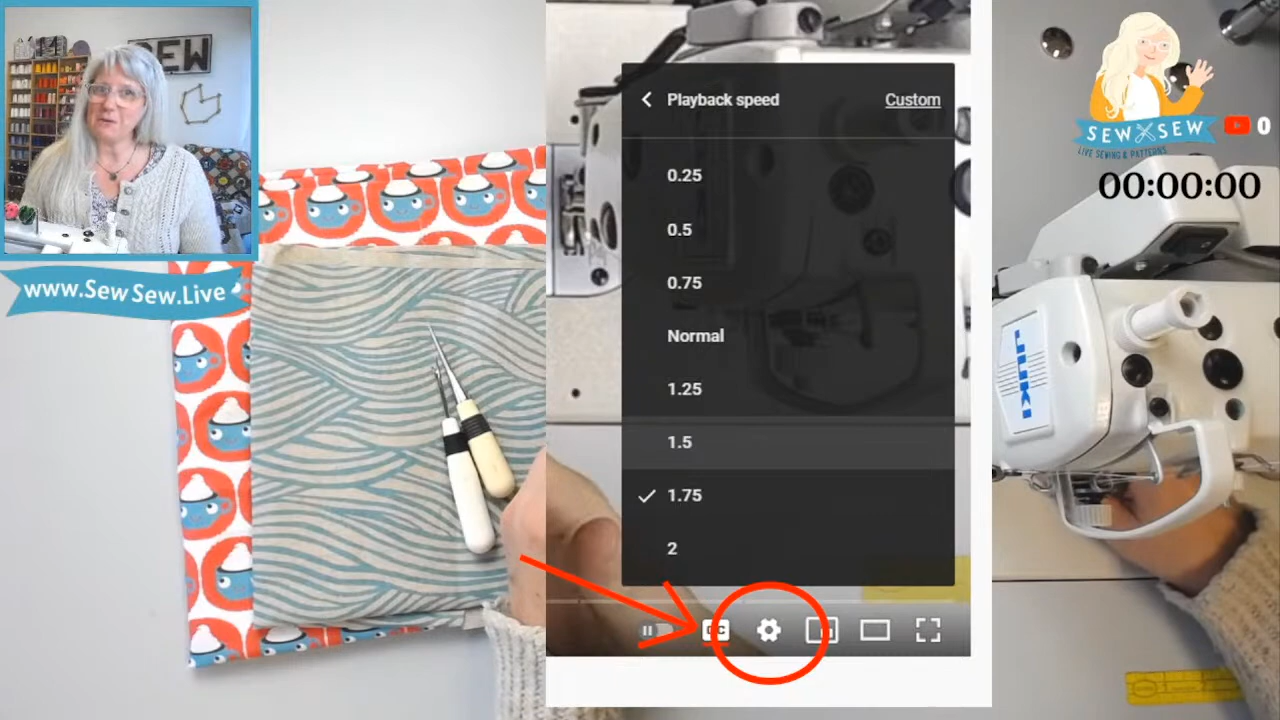 SEW
www.SewSew.Live
Playback speed
Custom
0.25
0.5
0.75
Normal
1.25
1.5
1.75
2
SEW SEW
LIVE SEWING & PATTERNS
0
00:00:00
JUKI